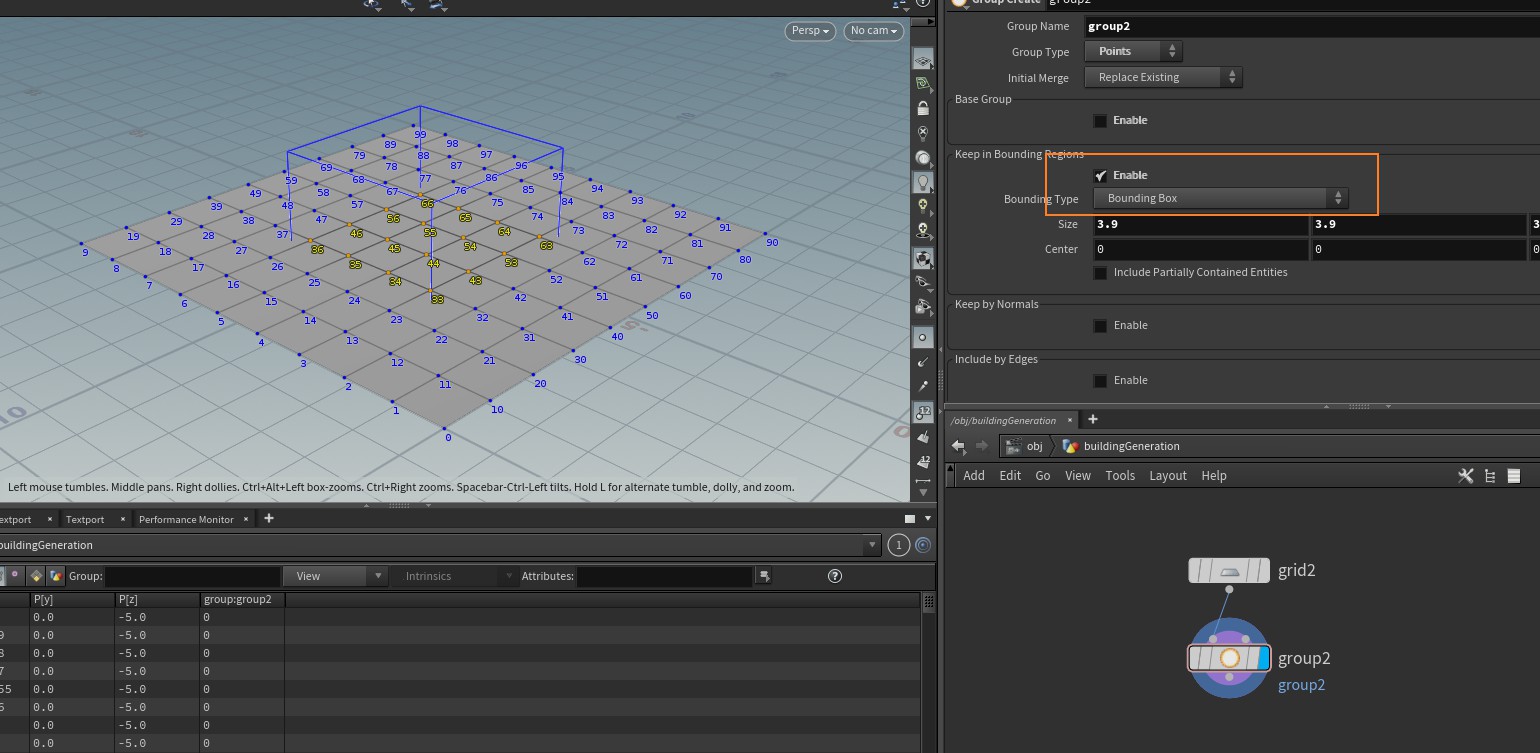 Group Create group2
Persp
No cam
99
98
89
97
79
88
87
96
69
78
77
86
95
59
68
67
76
85
94
49
58
57
66
75
84
93
39
48
47
56
65
74
83
92
29
38
37
46
55
64
73
82
91
19
28
27
36
45
54
63
72
81
90
9
18
17
26
35
44
53
62
71
80
8
16
25
34
43
52
61
70
7
15
24
33
42
51
60
6
14
23
32
41
50
5
13
22
31
40
4
12
21
30
3
11
20
2
10
1
0
Left mouse tumbles. Middle pans. Right dollies. Ctrl+Alt+Left box-zooms. Ctrl+Right zooms. Spacebar-Ctrl-Left tilts. Hold L for alternate tumble, dolly, and zoom.
12
12
Group Name group2
Group Type Points
Initial Merge Replace Existing
Base Group
Enable
Keep in Bounding Regions
Enable
Bounding Type Bounding Box
Size 3.9 3.9 3
Center 0 0 0
Include Partially Contained Entities
Keep by Normals
Enable
Include by Edges
Enable
extport × Textport × Performance Monitor × +
buildingGeneration
1
Group: View Intrinsics Attributes:
P[y] P[z] group:group2
0.0 -5.0 0
9 0.0 -5.0 0
8 0.0 -5.0 0
7 0.0 -5.0 0
55 0.0 -5.0 0
5 0.0 -5.0 0
0.0 -5.0 0
0.0 -5.0 0
/obj/buildingGeneration × +
obj buildingGeneration
Add Edit Go View Tools Layout Help
grid2
group2
group2